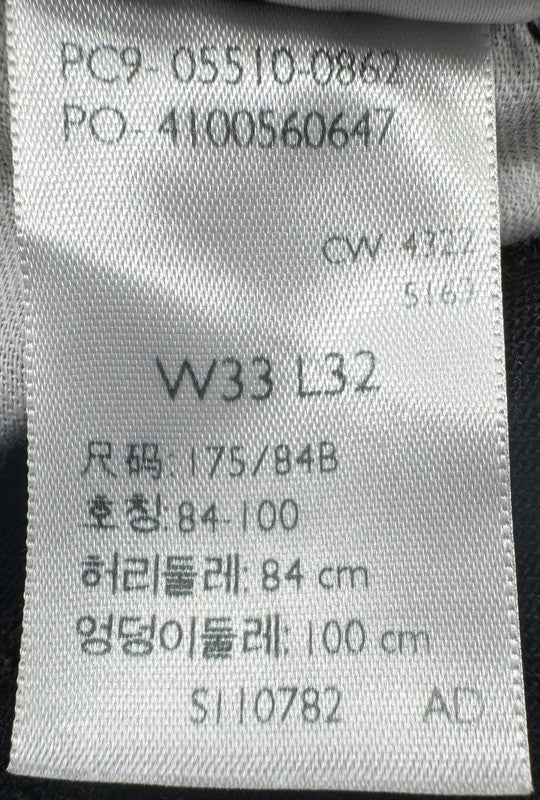 PC9- 05510-0862
PO- 4100560647
CW 4322
5163
W33 L32
尺码: 175/84B
호칭: 84-100
허리둘레: 84 cm
엉덩이둘레: 100 cm
S110782 AD